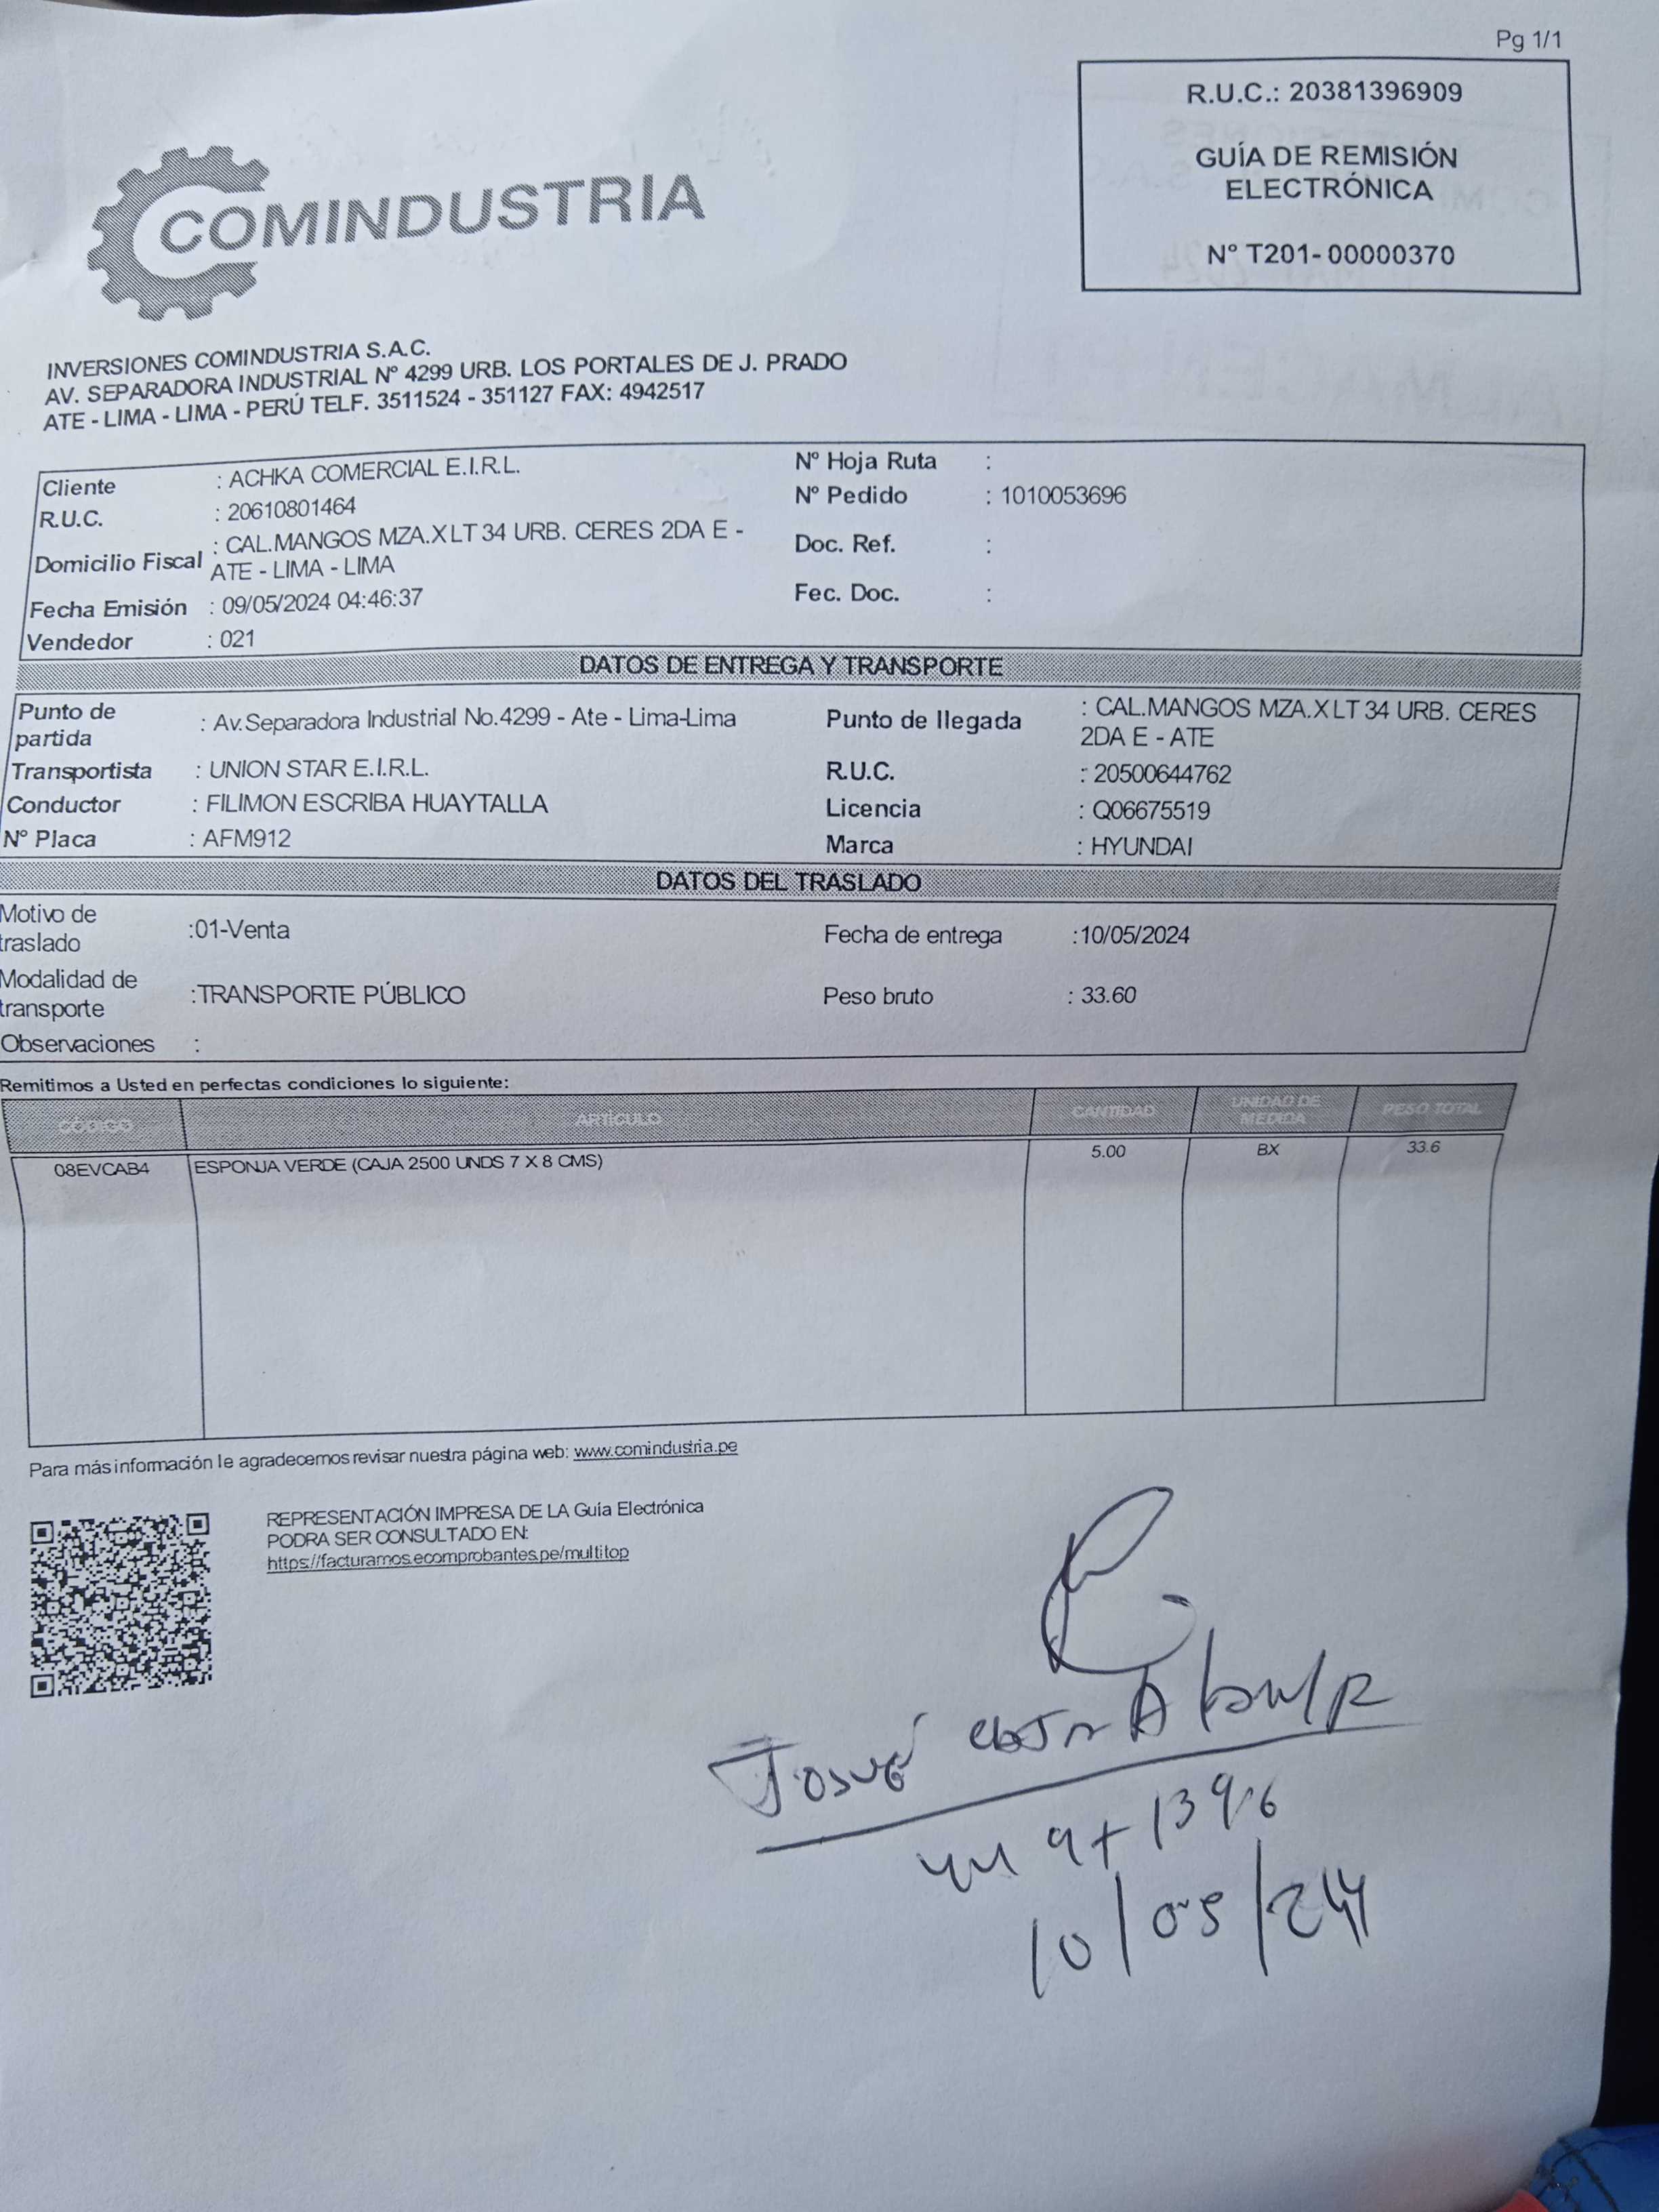 Pg 1/1
R.U.C.: 20381396909
GUÍA DE REMISIÓN
ELECTRÓNICA
Nº T201-00000370
COMINDUSTRIA
INVERSIONES COMINDUSTRIA S.A.C.
AV. SEPARADORA INDUSTRIAL Nº 4299 URB. LOS PORTALES DE J. PRADO
ATE - LIMA - LIMA - PERÚ TELF. 3511524 - 351127 FAX: 4942517
Cliente : ACHKA COMERCIAL E.I.R.L.
R.U.C. : 20610801464
Domicilio Fiscal : CAL.MANGOS MZA.X LT 34 URB. CERES 2DA E -
ATE - LIMA - LIMA
Fecha Emisión : 09/05/2024 04:46:37
Vendedor : 021
Nº Hoja Ruta :
Nº Pedido : 1010053696
Doc. Ref. :
Fec. Doc. :
DATOS DE ENTREGA Y TRANSPORTE
Punto de
partida : Av.Separadora Industrial No.4299 - Ate - Lima-Lima
Transportista : UNION STAR E.I.R.L.
Conductor : FILIMON ESCRIBA HUAYTALLA
Nº Placa : AFM912
Punto de llegada : CAL.MANGOS MZA.X LT 34 URB. CERES
2DA E - ATE
R.U.C. : 20500644762
Licencia : Q06675519
Marca : HYUNDAI
DATOS DEL TRASLADO
Motivo de
traslado :01-Venta
Fecha de entrega :10/05/2024
Modalidad de
transporte :TRANSPORTE PÚBLICO
Peso bruto : 33.60
Observaciones :
Remitimos a Usted en perfectas condiciones lo siguiente:
CÓDIGO ARTÍCULO CANTIDAD UNIDAD DE MEDIDA PESO TOTAL
08EVCAB4 ESPONJA VERDE (CAJA 2500 UNDS 7 X 8 CMS) 5.00 BX 33.6
Para más información le agradecemos revisar nuestra página web: www.comindustria.pe
REPRESENTACIÓN IMPRESA DE LA Guía Electrónica
PODRA SER CONSULTADO EN:
https://facturamos.ecomprobantes.pe/multitop
Josué
10/05/24